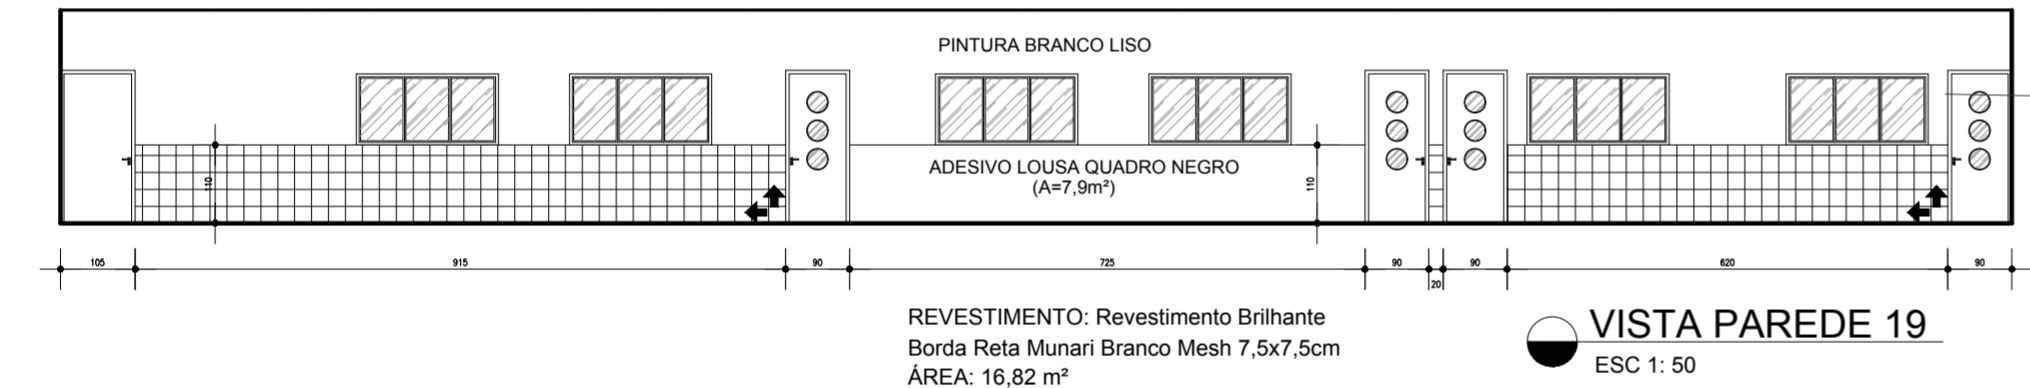 PINTURA BRANCO LISO
ADESIVO LOUSA QUADRO NEGRO
(A=7,9m²)
110
110
105
915
90
725
90
20
90
620
90
REVESTIMENTO: Revestimento Brilhante
Borda Reta Munari Branco Mesh 7,5x7,5cm
ÁREA: 16,82 m²
VISTA PAREDE 19
ESC 1: 50